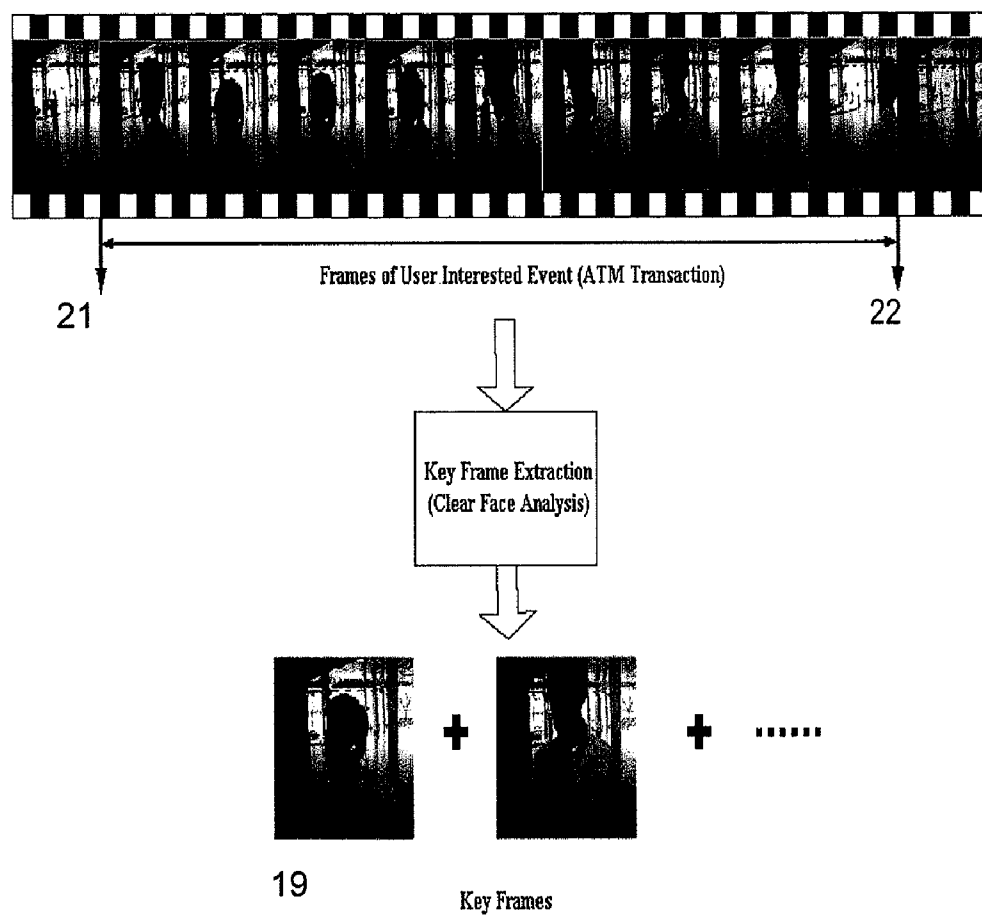 Frames of User Interested Event (ATM Transaction)
21
22
Key Frame Extraction
(Clear Face Analysis)
+ + ......
19
Key Frames